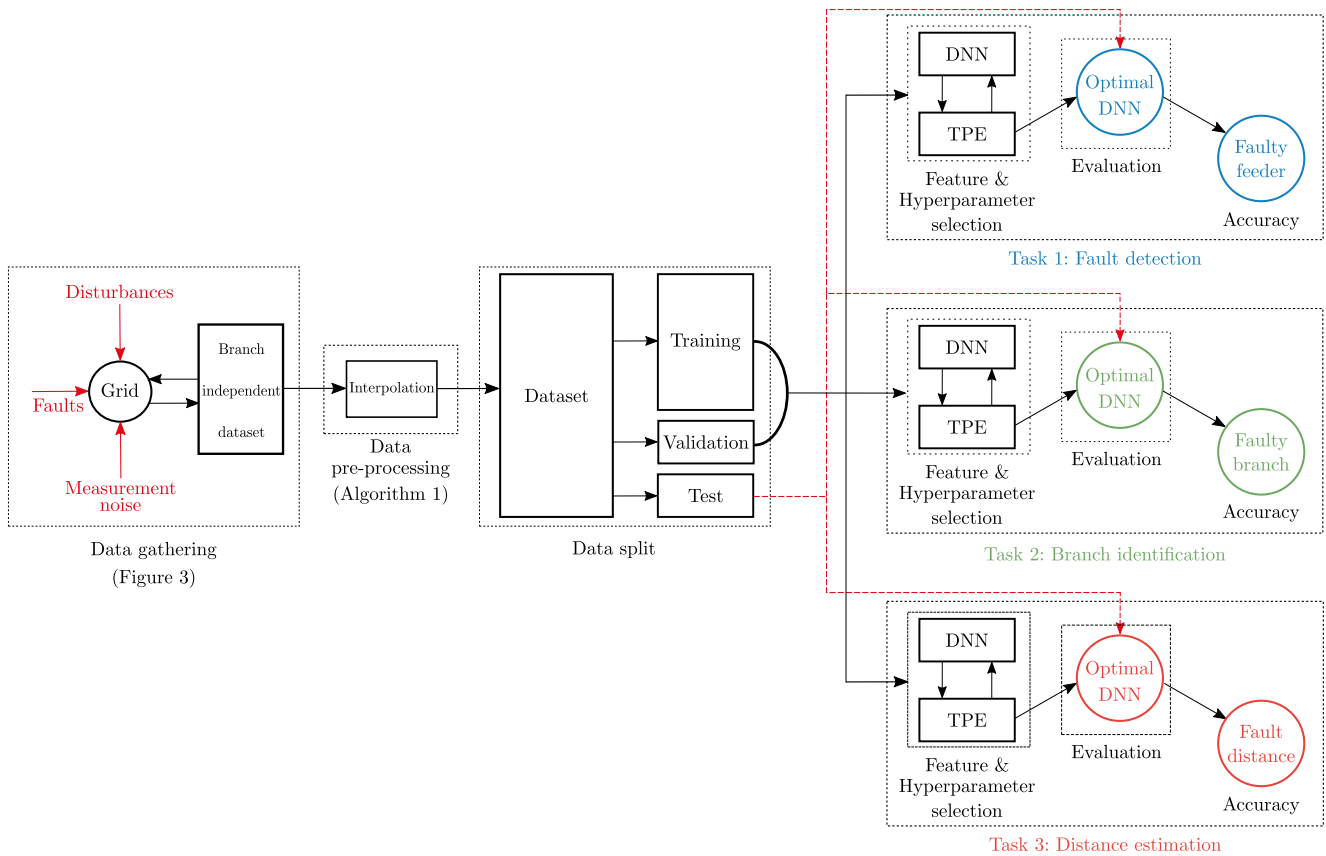 Disturbances
Faults
Grid
Measurement
noise
Branch
independent
dataset
Data gathering
(Figure 3)
Interpolation
Data
pre-processing
(Algorithm 1)
Dataset
Training
Validation
Test
Data split
DNN
TPE
Feature &
Hyperparameter
selection
Optimal
DNN
Evaluation
Faulty
feeder
Accuracy
Task 1: Fault detection
DNN
TPE
Feature &
Hyperparameter
selection
Optimal
DNN
Evaluation
Faulty
branch
Accuracy
Task 2: Branch identification
DNN
TPE
Feature &
Hyperparameter
selection
Optimal
DNN
Evaluation
Fault
distance
Accuracy
Task 3: Distance estimation